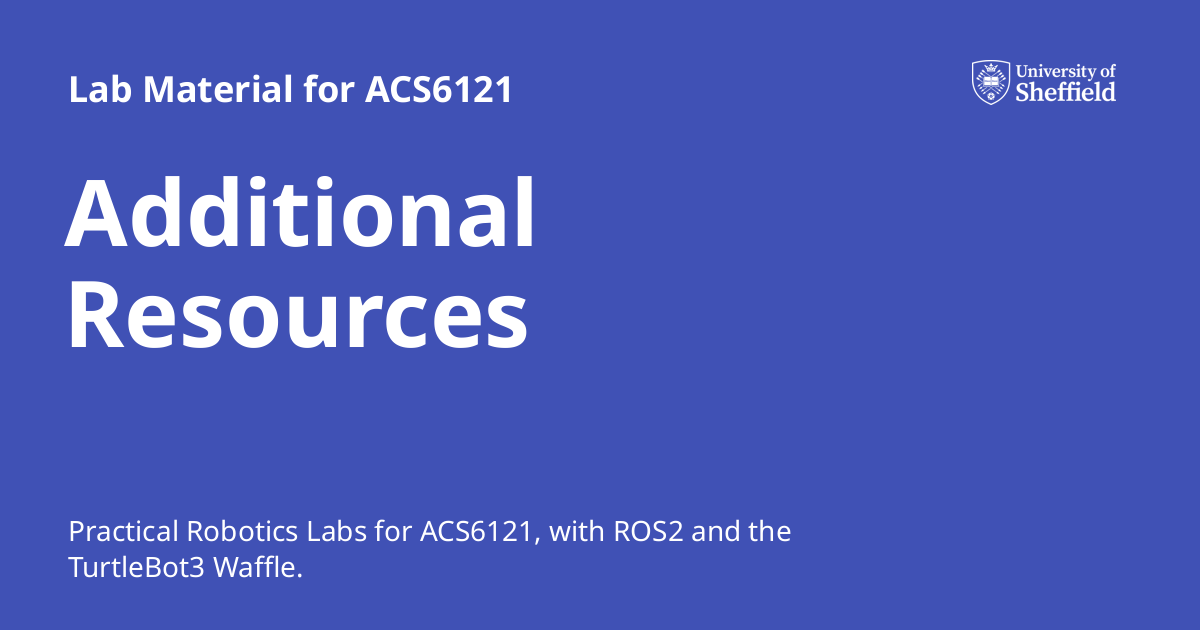 Lab Material for ACS6121
University of
Sheffield
Additional
Resources
Practical Robotics Labs for ACS6121, with ROS2 and the
TurtleBot3 Waffle.